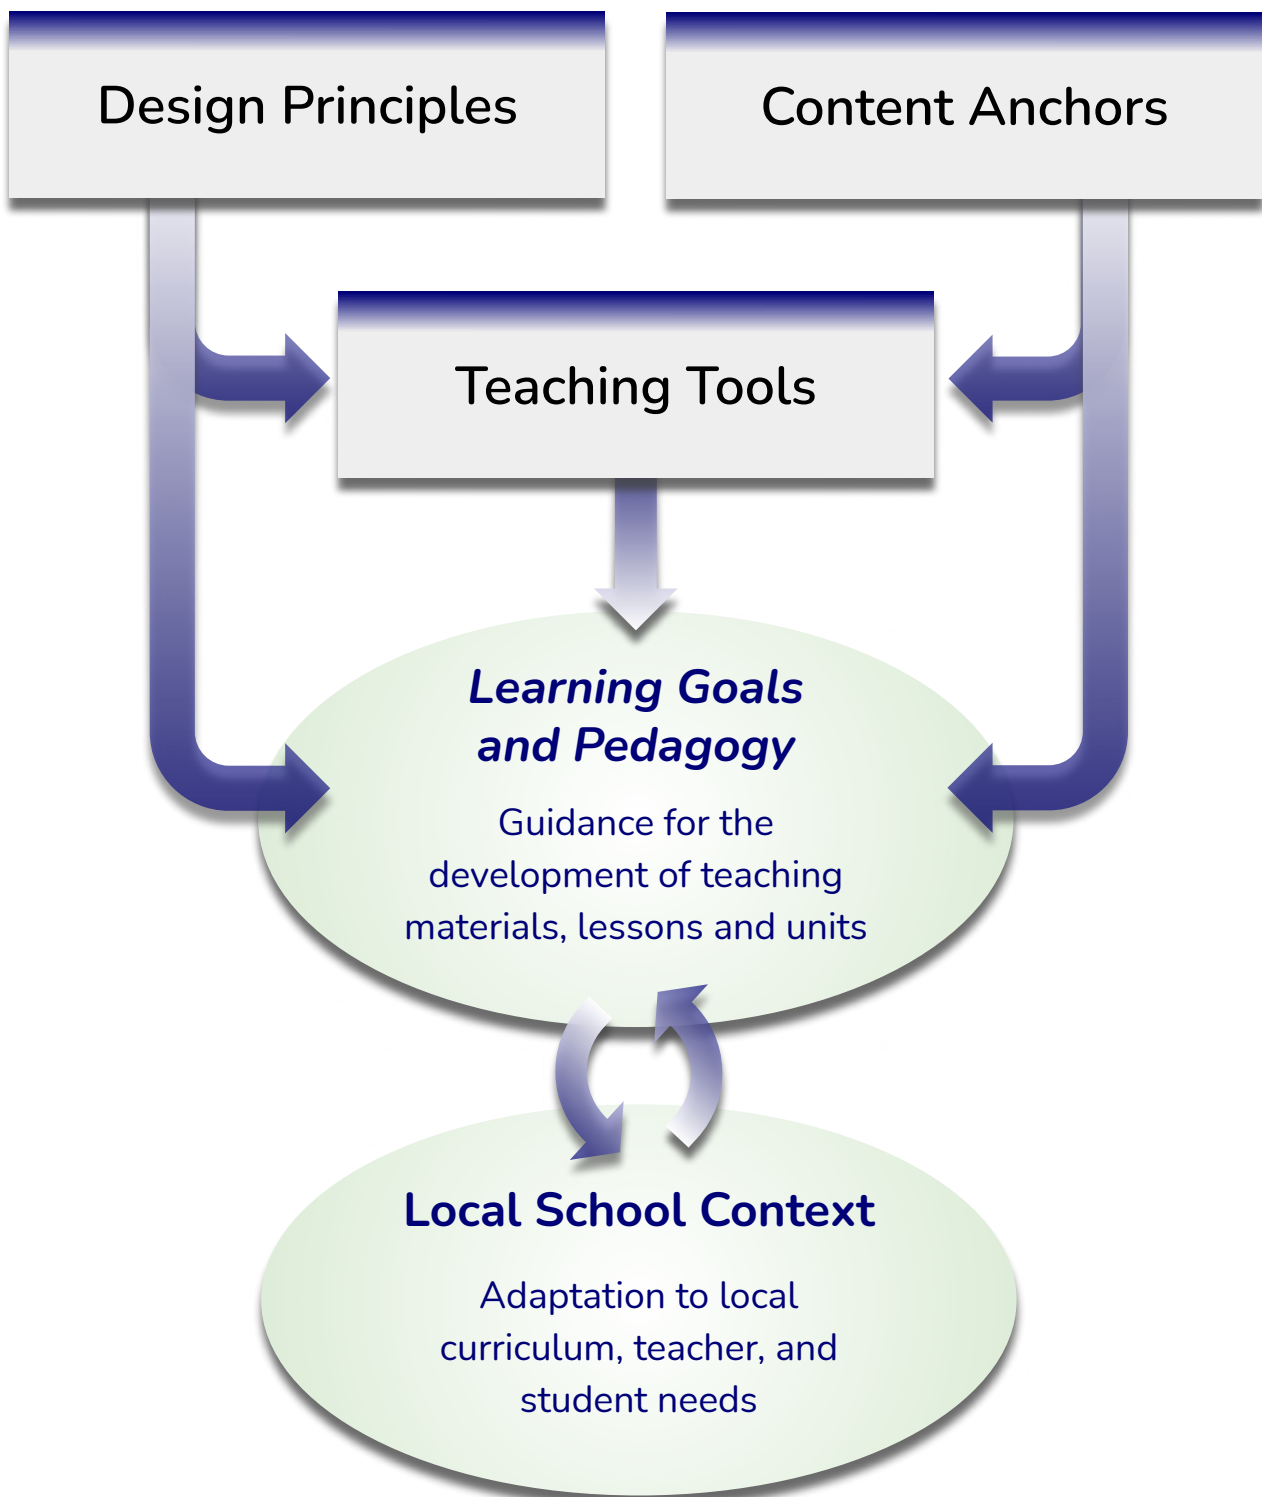 Design Principles
Content Anchors
Teaching Tools
Learning Goals
and Pedagogy
Guidance for the
development of teaching
materials, lessons and units
Local School Context
Adaptation to local
curriculum, teacher, and
student needs